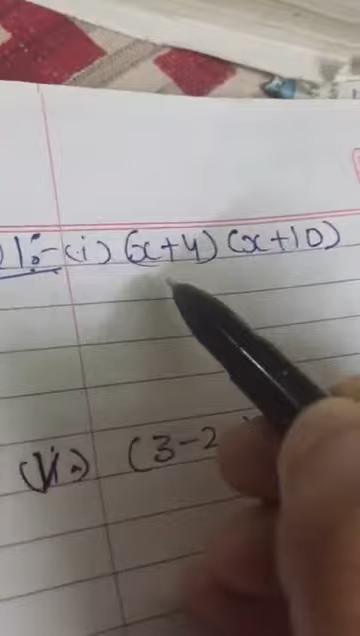 1:- (i) (x+4) (x+10)
(ii) (3-2